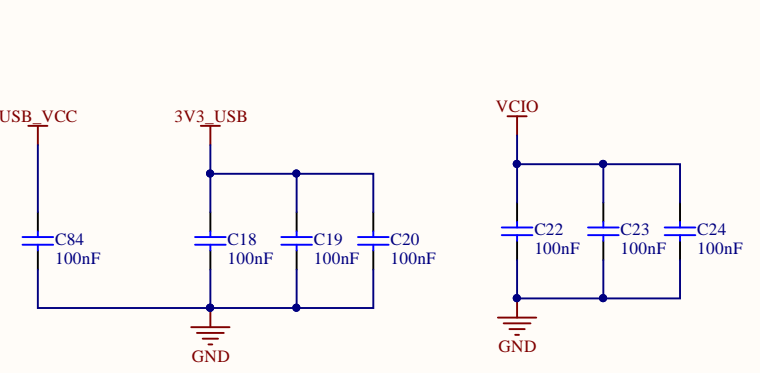 USB_VCC
3V3_USB
VCIO
C84
100nF
C18
100nF
C19
100nF
C20
100nF
C22
100nF
C23
100nF
C24
100nF
GND
GND